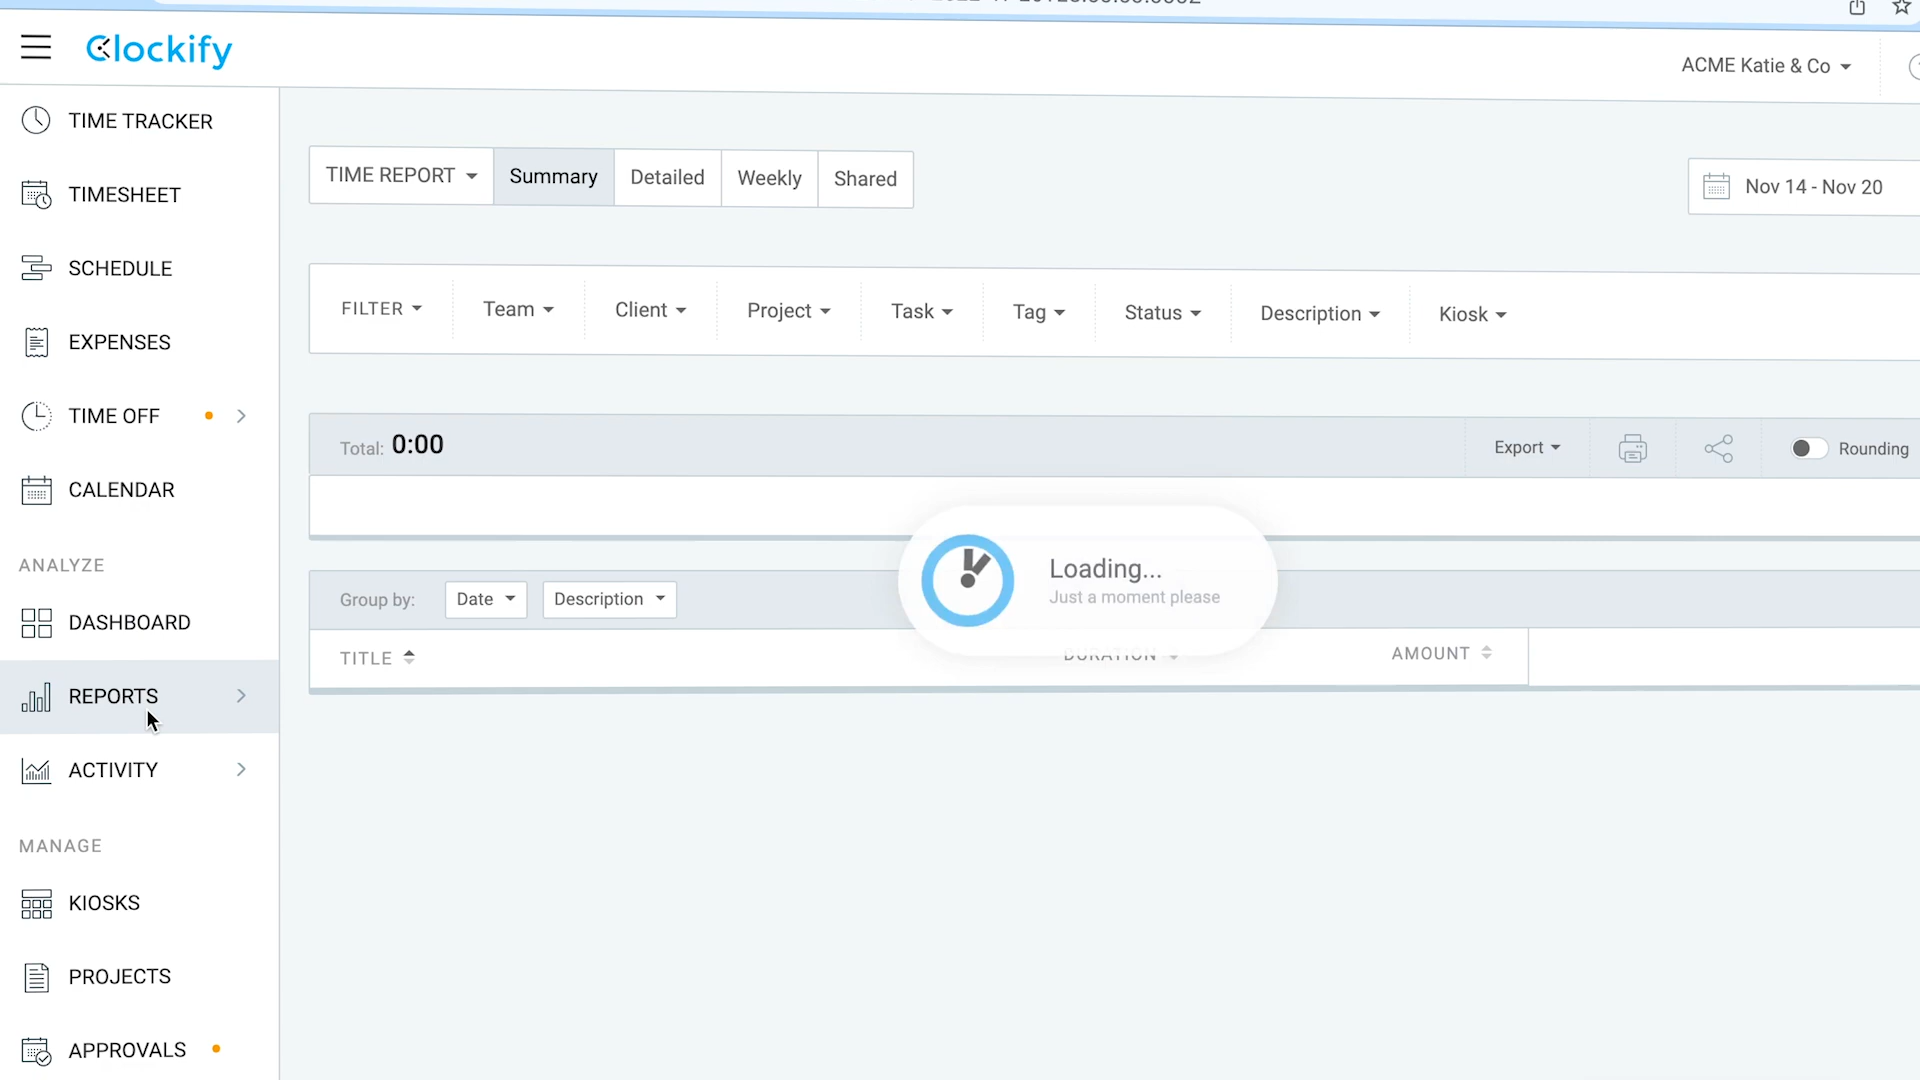 Clockify
ACME Katie & Co
TIME TRACKER
TIMESHEET
SCHEDULE
EXPENSES
TIME OFF
CALENDAR
ANALYZE
DASHBOARD
REPORTS
ACTIVITY
MANAGE
KIOSKS
PROJECTS
APPROVALS
TIME REPORT Summary Detailed Weekly Shared
Nov 14 - Nov 20
FILTER Team Client Project Task Tag Status Description Kiosk
Total: 0:00
Export Rounding
Loading...
Just a moment please
Group by: Date Description
TITLE DURATION AMOUNT